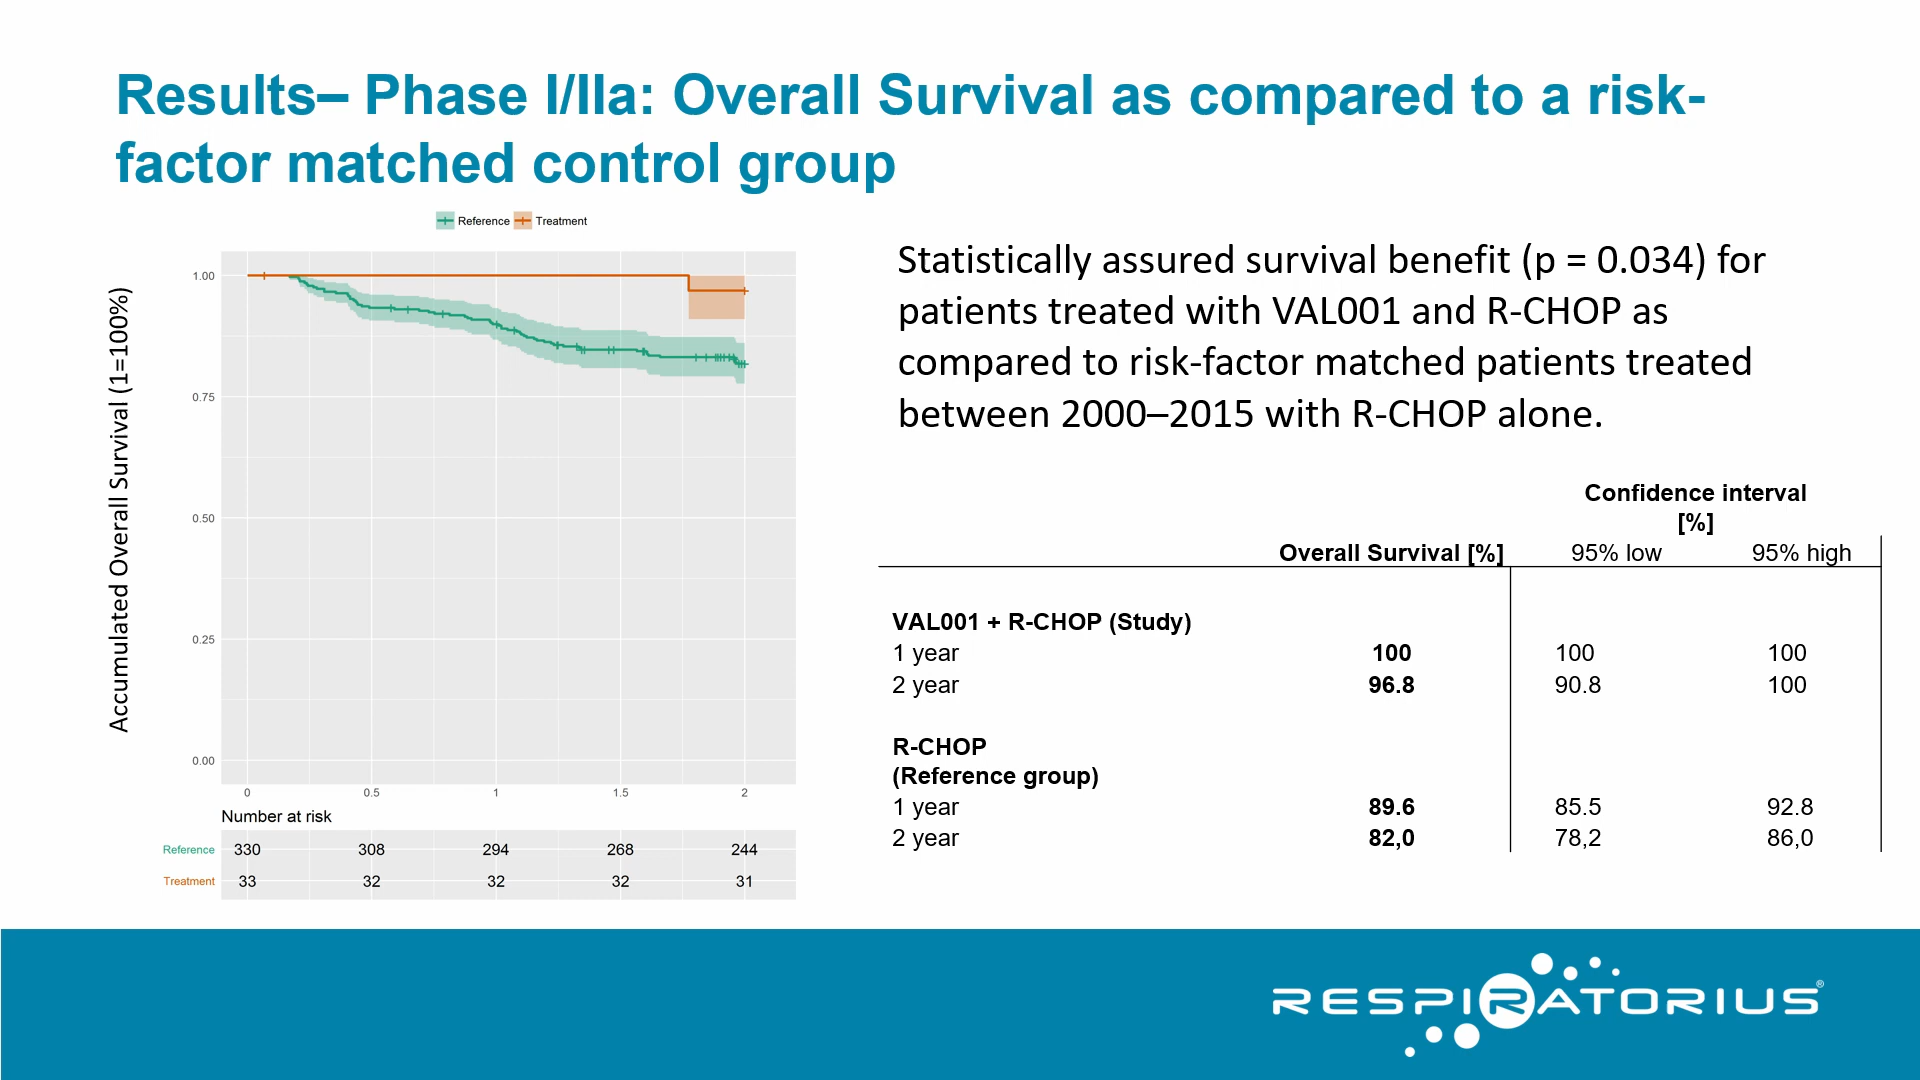 Results– Phase I/IIa: Overall Survival as compared to a risk-
factor matched control group
Reference Treatment
Accumulated Overall Survival (1=100%)
1.00
0.75
0.50
0.25
0.00
0 0.5 1 1.5 2
Number at risk
Reference 330 308 294 268 244
Treatment 33 32 32 32 31
Statistically assured survival benefit (p = 0.034) for
patients treated with VAL001 and R-CHOP as
compared to risk-factor matched patients treated
between 2000–2015 with R-CHOP alone.
Confidence interval
[%]
Overall Survival [%] 95% low 95% high
VAL001 + R-CHOP (Study)
1 year 100 100 100
2 year 96.8 90.8 100
R-CHOP
(Reference group)
1 year 89.6 85.5 92.8
2 year 82,0 78,2 86,0
RESPIRATORIUS®